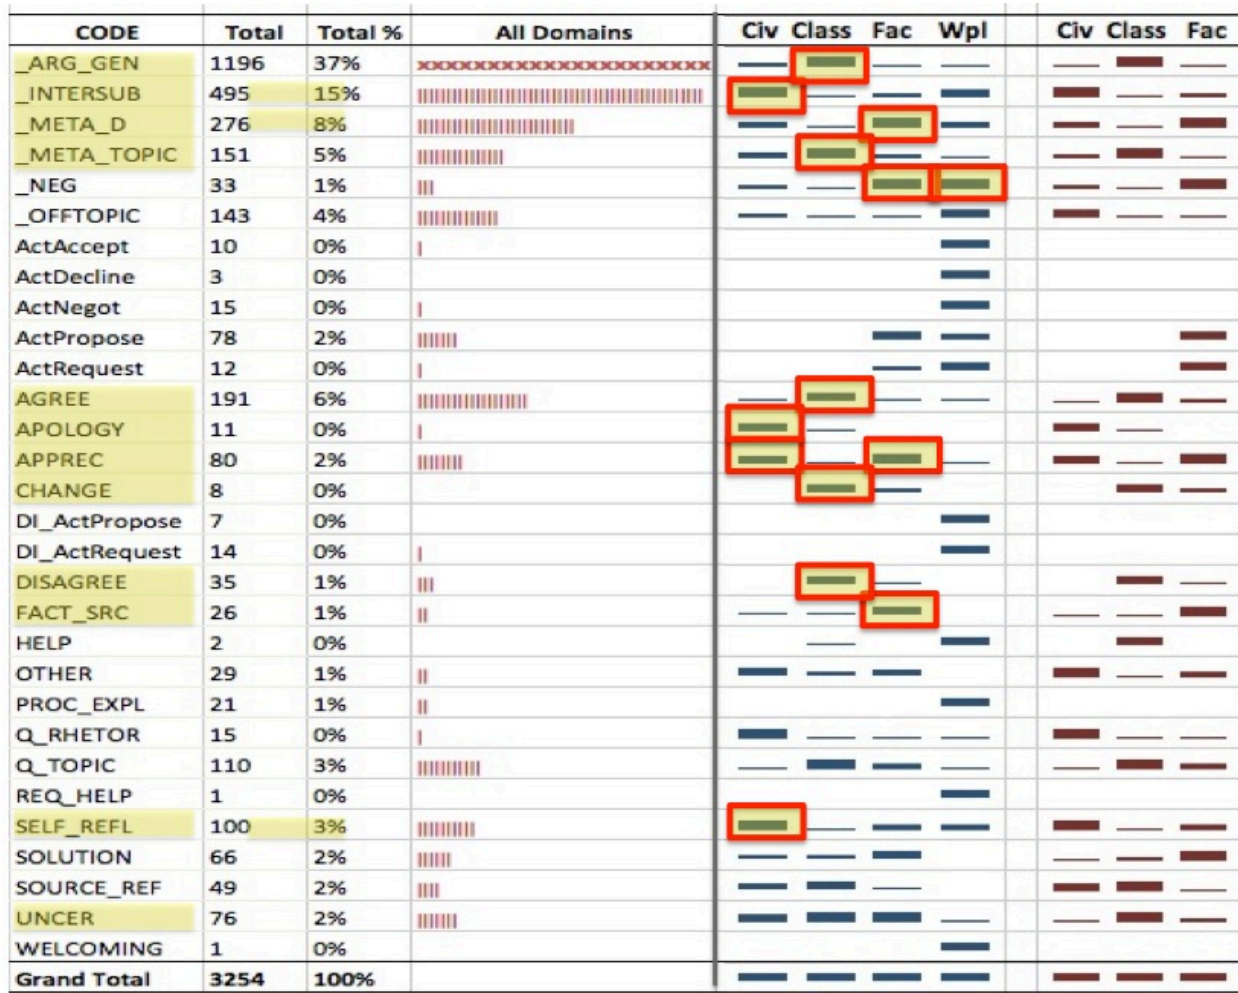 CODE Total Total % All Domains Civ Class Fac Wpl Civ Class Fac
_ARG_GEN 1196 37% xxxxxxxxxxxxxxxxxxxxx
_INTERSUB 495 15%
_META_D 276 8%
_META_TOPIC 151 5%
_NEG 33 1%
_OFFTOPIC 143 4%
ActAccept 10 0%
ActDecline 3 0%
ActNegot 15 0%
ActPropose 78 2%
ActRequest 12 0%
AGREE 191 6%
APOLOGY 11 0%
APPREC 80 2%
CHANGE 8 0%
DI_ActPropose 7 0%
DI_ActRequest 14 0%
DISAGREE 35 1%
FACT_SRC 26 1%
HELP 2 0%
OTHER 29 1%
PROC_EXPL 21 1%
Q_RHETOR 15 0%
Q_TOPIC 110 3%
REQ_HELP 1 0%
SELF_REFL 100 3%
SOLUTION 66 2%
SOURCE_REF 49 2%
UNCER 76 2%
WELCOMING 1 0%
Grand Total 3254 100%